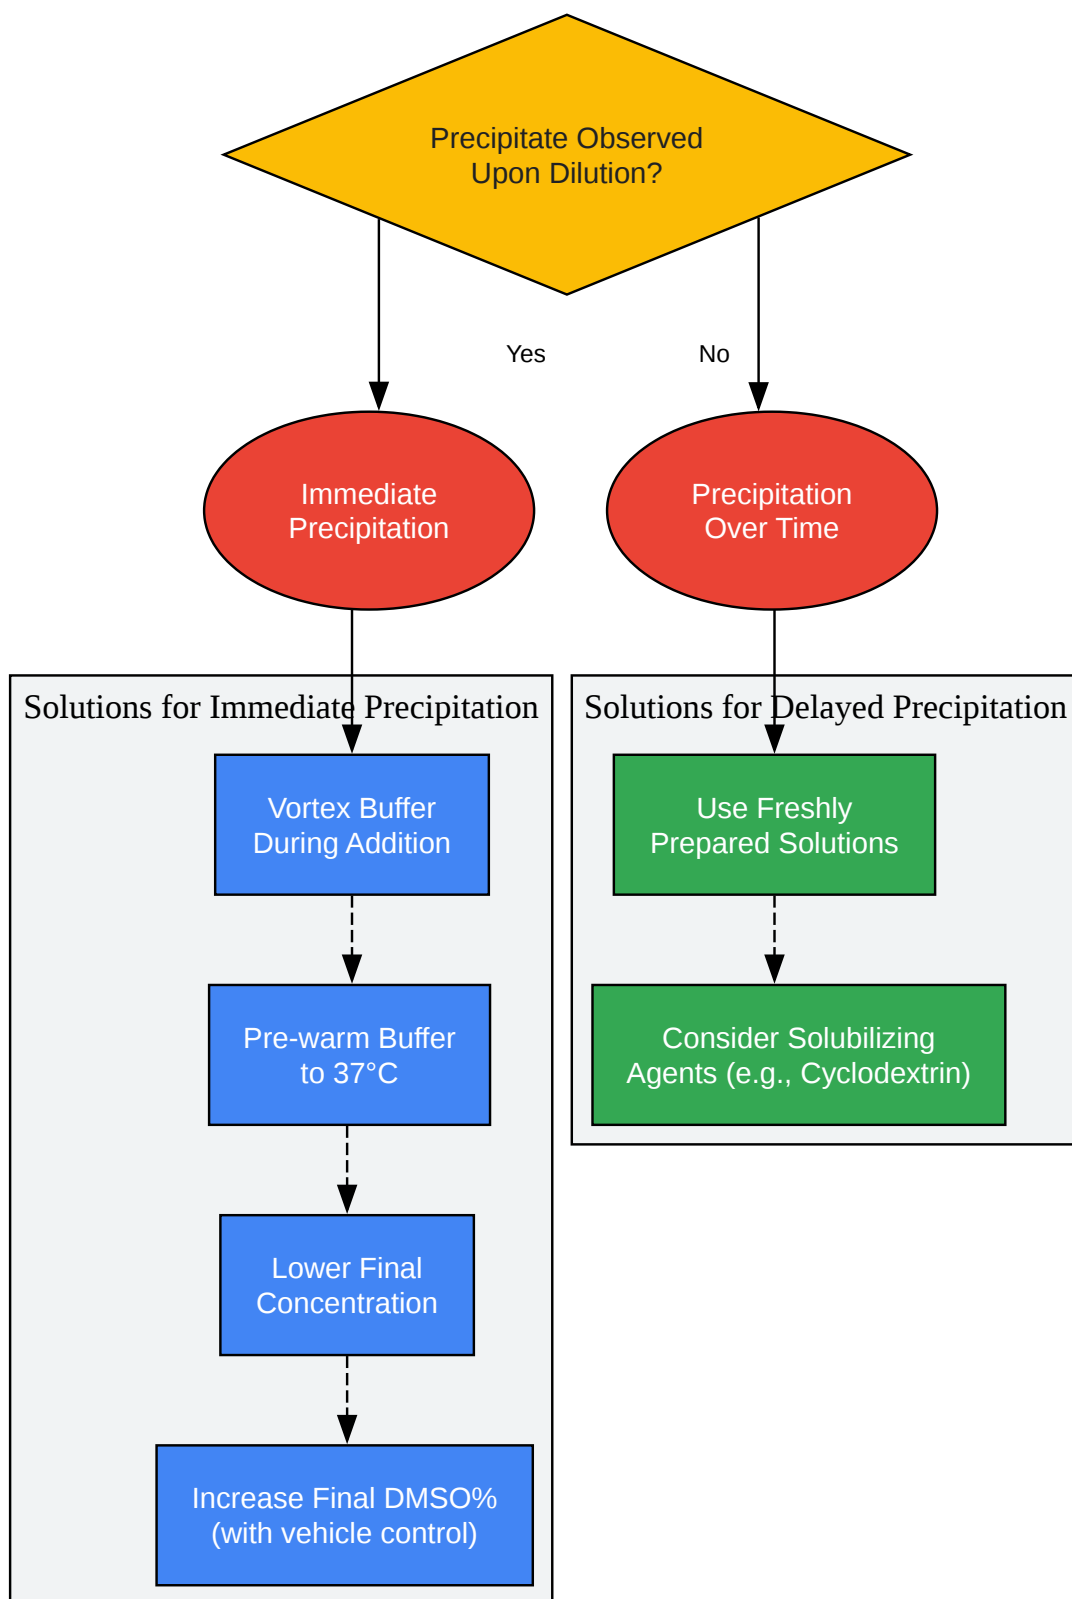 Precipitate Observed
Upon Dilution?
Yes
No
Immediate
Precipitation
Precipitation
Over Time
Solutions for Immediate Precipitation
Vortex Buffer
During Addition
Pre-warm Buffer
to 37°C
Lower Final
Concentration
Increase Final DMSO%
(with vehicle control)
Solutions for Delayed Precipitation
Use Freshly
Prepared Solutions
Consider Solubilizing
Agents (e.g., Cyclodextrin)